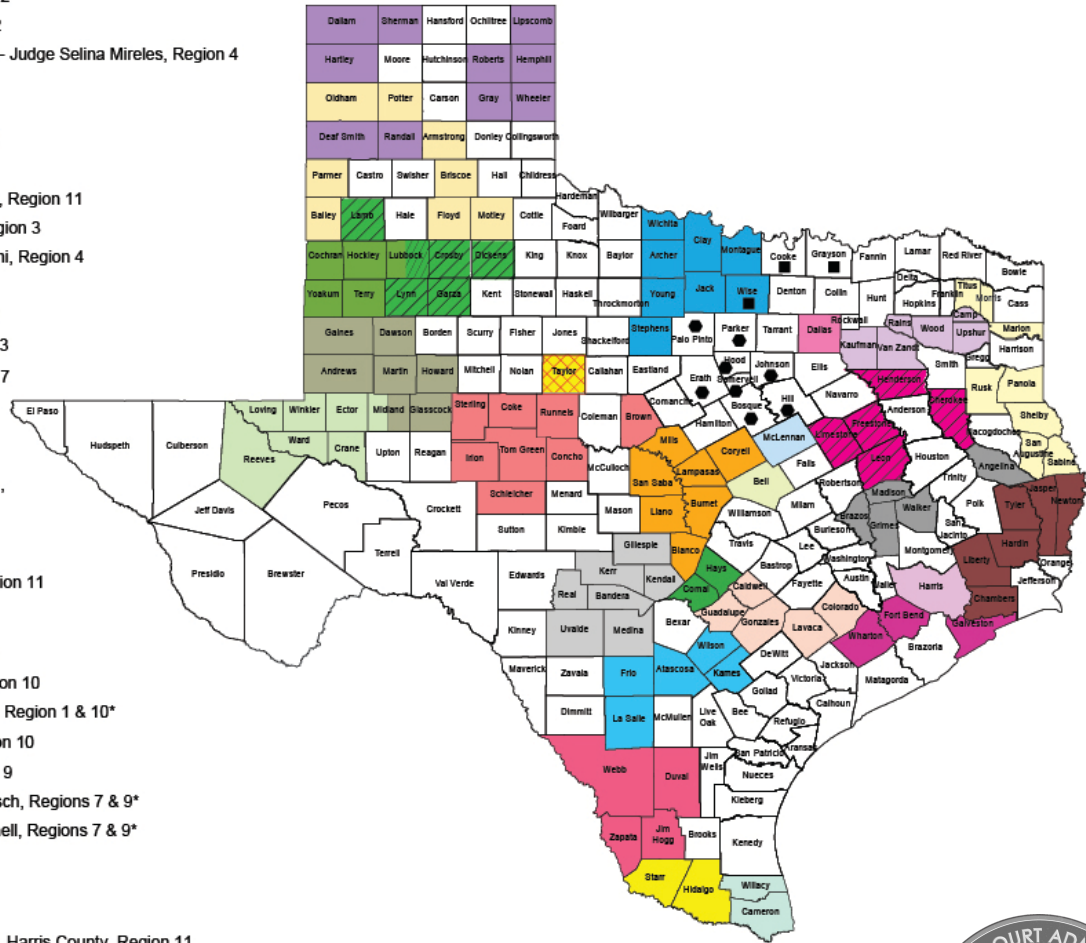 2
2
- Judge Selina Mireles, Region 4
, Region 11
gion 3
ni, Region 4
3
7
,
ion 11
on 10
, Region 1 & 10*
on 10
9
sch, Regions 7 & 9*
nell, Regions 7 & 9*
Harris County, Region 11
Dallam Sherman Hansford Ochiltree Lipscomb
Hartley Moore Hutchinson Roberts Hemphill
Oldham Potter Carson Gray Wheeler
Deaf Smith Randall Armstrong Donley Collingsworth
Parmer Castro Swisher Briscoe Hall Childress
Hardeman
Bailey Lamb Hale Floyd Motley Cottle Foard Wilbarger Wichita Clay Montague
Cooke Grayson Fannin Lamar Red River Bowie
Cochran Hockley Lubbock Crosby Dickens King Knox Baylor Archer
Delta Titus Morris Franklin Hopkins Cass
Yoakum Terry Lynn Garza Kent Stonewall Haskell Throckmorton Young Jack Wise Denton Collin Hunt
Rockwall Rains Wood Camp Upshur Marion
Gaines Dawson Borden Scurry Fisher Jones Shackelford Stephens Palo Pinto Parker Tarrant Dallas Kaufman Van Zandt Gregg Harrison
Andrews Martin Howard Mitchell Nolan Taylor Callahan Eastland Erath Hood Somervell Johnson Ellis Henderson Smith Rusk Panola
El Paso Hudspeth Culberson Loving Winkler Ector Midland Glasscock Sterling Coke Runnels Coleman Brown Comanche Hamilton Bosque Hill Navarro Anderson Cherokee Nacogdoches Shelby
Reeves Ward Crane Upton Reagan Irion Tom Green Concho McCulloch Mills San Saba Lampasas Coryell McLennan Limestone Freestone Leon Houston Angelina San Augustine Sabine
Jeff Davis Pecos Crockett Schleicher Menard Mason Llano Burnet Bell Falls Robertson Madison Walker Trinity Polk Tyler Jasper Newton
Presidio Brewster Terrell Sutton Kimble Gillespie Blanco Williamson Milam Brazos Grimes San Jacinto Hardin
Travis Lee Burleson Washington Montgomery Liberty Orange
Val Verde Edwards Real Kerr Kendall Bandera Hays Comal Bastrop Caldwell Fayette Austin Waller Harris Chambers Jefferson
Kinney Uvalde Medina Bexar Guadalupe Gonzales Lavaca Colorado Wharton Fort Bend Galveston
Maverick Zavala Frio Atascosa Wilson Karnes DeWitt Jackson Matagorda Brazoria
Dimmitt La Salle McMullen Live Oak Bee Goliad Victoria Calhoun Refugio Aransas
Webb Duval Jim Wells San Patricio Nueces Kleberg
Zapata Jim Hogg Brooks Kenedy
Starr Hidalgo Willacy Cameron
COURT AD